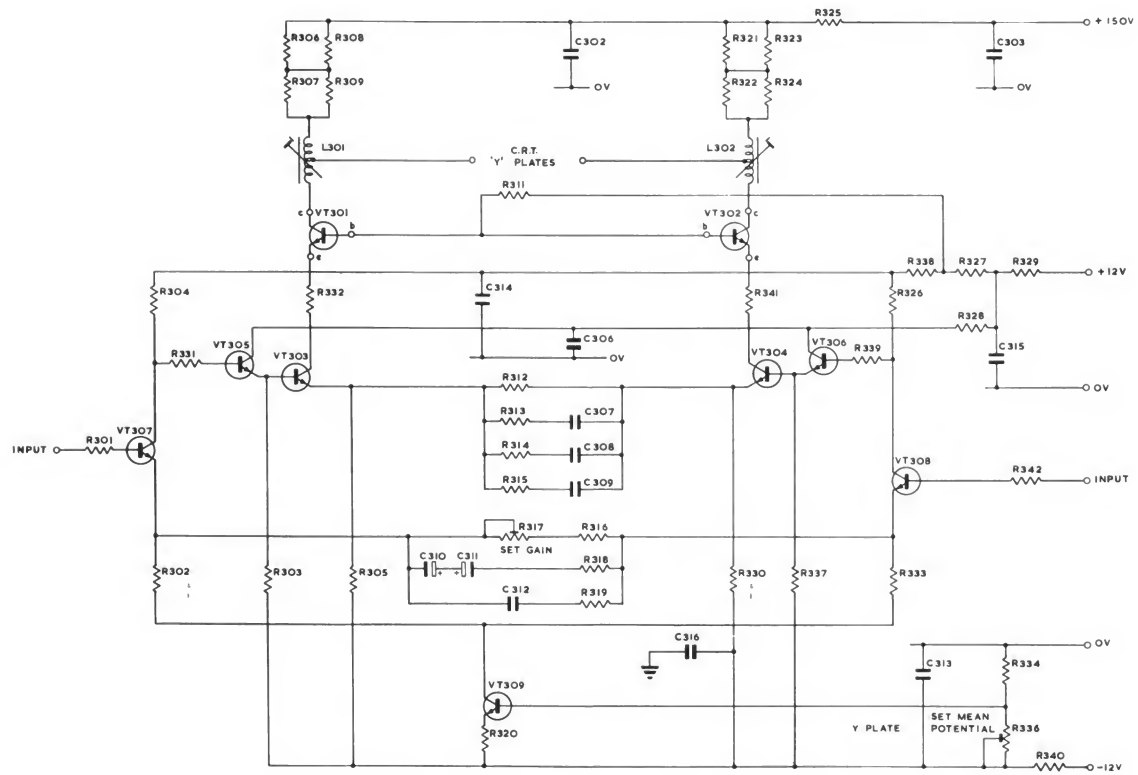 R325
+ 150V
R306
R308
C302
R321
R323
C303
R307
R309
0V
R322
R324
0V
L301
C.R.T.
'Y' PLATES
L302
R311
c
VT301
b
b
VT302
c
e
e
R338
R327
R329
+12V
R304
R332
C314
R341
R326
R328
VT305
C306
VT306
R331
VT303
0V
VT304
R339
C315
R312
0V
R313
C307
VT307
R301
INPUT
R314
C308
VT308
R342
INPUT
R315
C309
R317
R316
SET GAIN
C310
C311
+
+
R318
R302
R303
R305
R330
R337
R333
C312
R319
C316
0V
C313
R334
VT309
Y PLATE
SET MEAN
POTENTIAL
R336
R320
R340
-12V